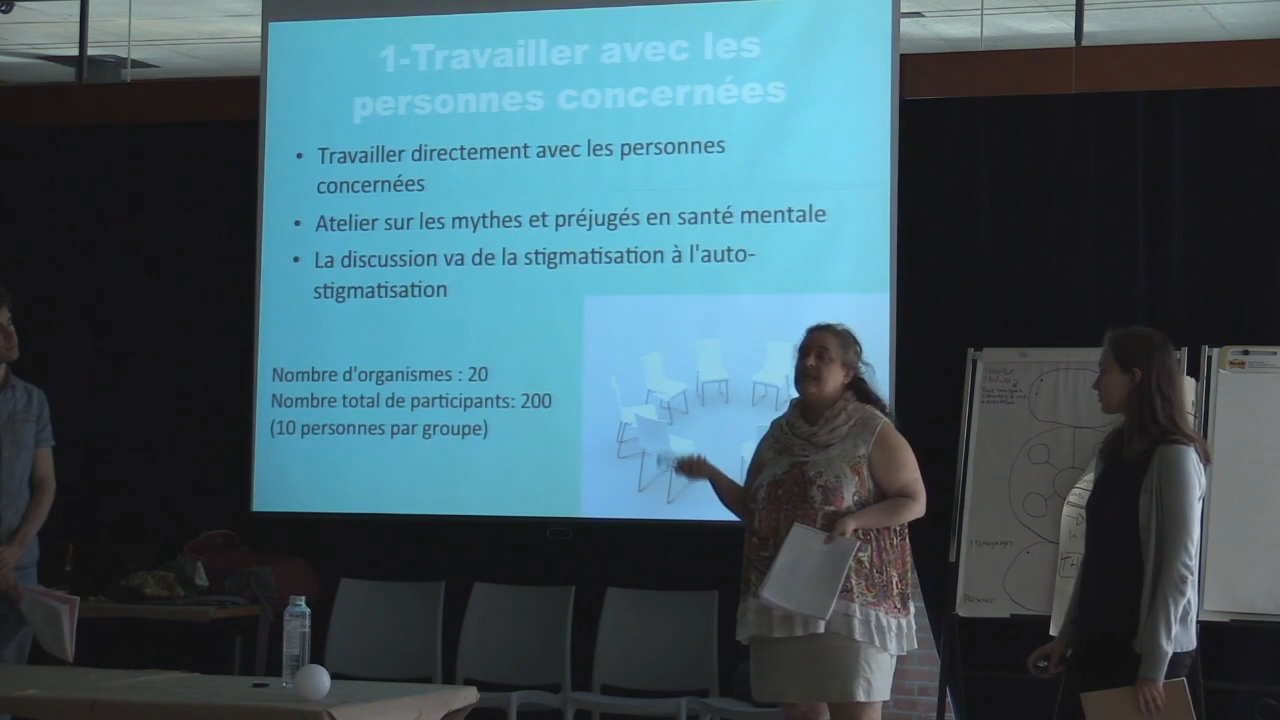 1-Travailler avec les
personnes concernées
• Travailler directement avec les personnes
concernées
• Atelier sur les mythes et préjugés en santé mentale
• La discussion va de la stigmatisation à l'auto-
stigmatisation
Nombre d'organismes : 20
Nombre total de participants: 200
(10 personnes par groupe)